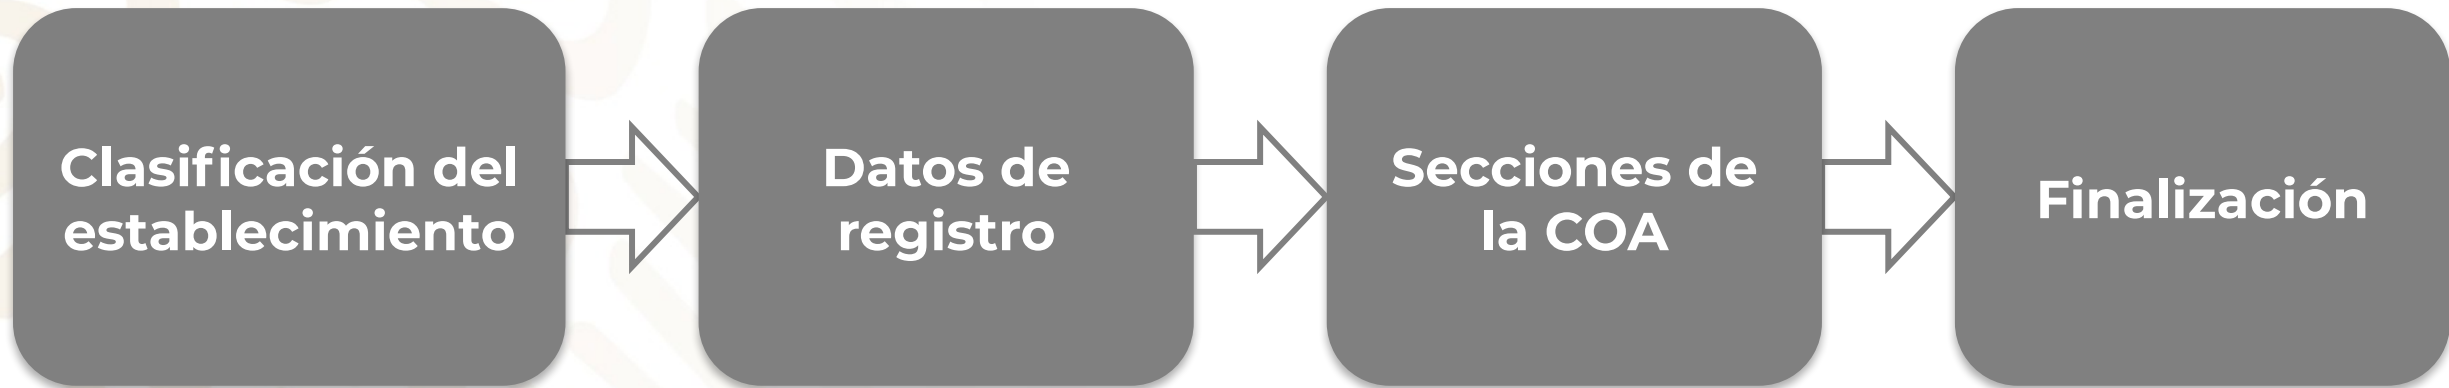 Clasificación del
establecimiento
Datos de
registro
Secciones de
la COA
Finalización